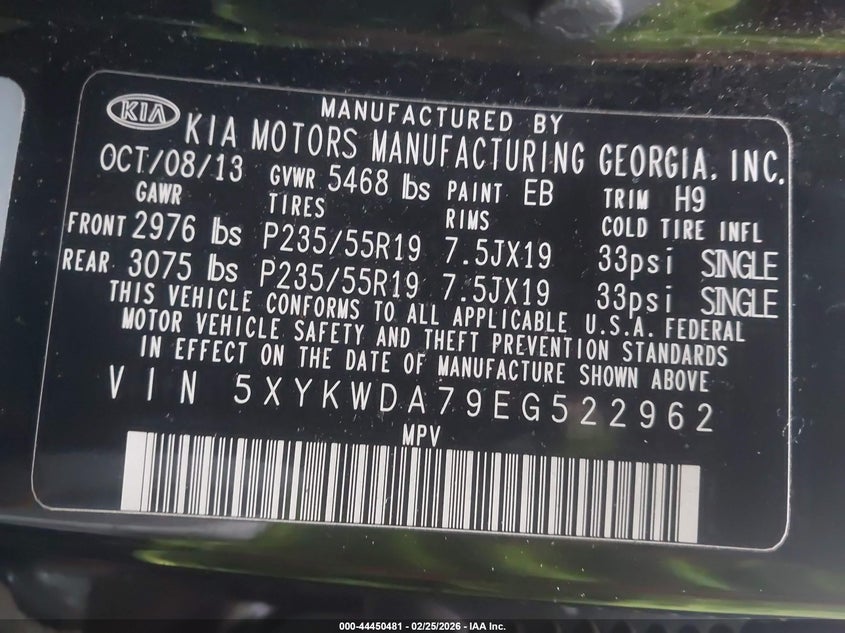 KIA
MANUFACTURED BY
KIA MOTORS MANUFACTURING GEORGIA, INC.
OCT/08/13 GVWR 5468 lbs PAINT EB TRIM H9
GAWR TIRES RIMS COLD TIRE INFL
FRONT 2976 lbs P235/55R19 7.5JX19 33psi SINGLE
REAR 3075 lbs P235/55R19 7.5JX19 33psi SINGLE
THIS VEHICLE CONFORMS TO ALL APPLICABLE U.S.A. FEDERAL
MOTOR VEHICLE SAFETY AND THEFT PREVENTION STANDARDS
IN EFFECT ON THE DATE OF MANUFACTURE SHOWN ABOVE
VIN 5XYKWDA79EG522962
MPV
000-44450481 - 02/25/2026 - IAA Inc.